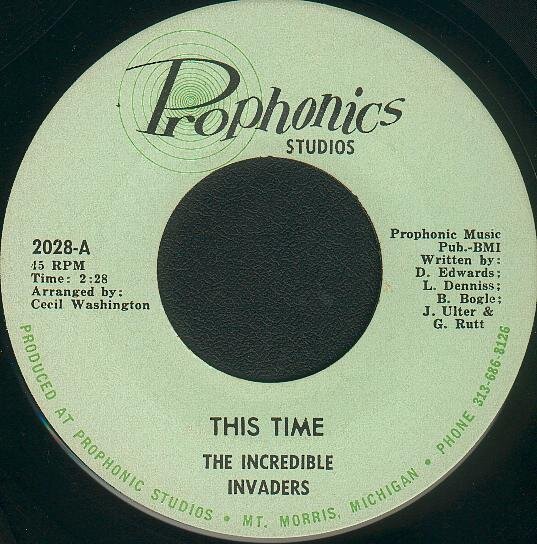 Prophonics
STUDIOS
2028-A
45 RPM
Time: 2:28
Arranged by:
Cecil Washington
Prophonic Music
Pub.-BMI
Written by:
D. Edwards;
L. Denniss;
B. Bogle;
J. Ulter &
G. Rutt
THIS TIME
THE INCREDIBLE
INVADERS
PRODUCED AT PROPHONIC STUDIOS • MT. MORRIS, MICHIGAN • PHONE 313-686-8126